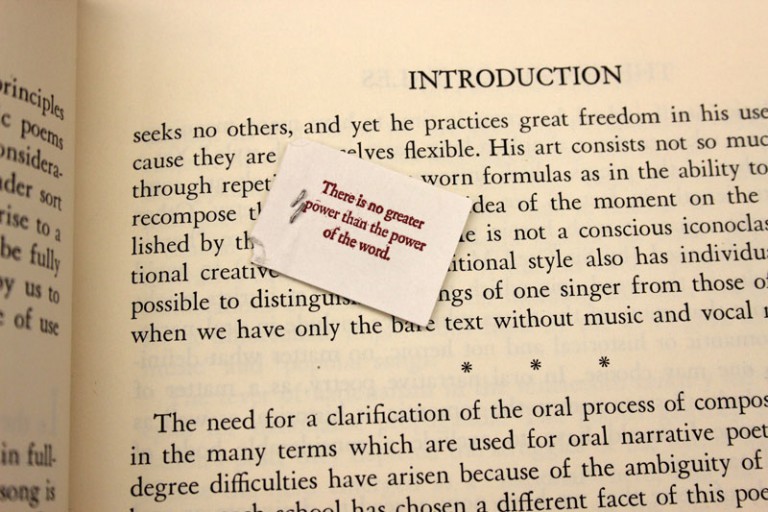 principles
c poems
onsidera-
der sort
rise to a
be fully
by us to
e of use
in full-
song is
INTRODUCTION
seeks no others, and yet he practices great freedom in his use
cause they are elves flexible. His art consists not so muc
through repet worn formulas as in the ability to
recompose th idea of the moment on the
lished by th e is not a conscious iconoclas
tional creative itional style also has individu
possible to distinguis ngs of one singer from those of
when we have only the bare text without music and vocal
There is no greater
power than the power
of the word.
* * *
The need for a clarification of the oral process of compos
in the many terms which are used for oral narrative poet
degree difficulties have arisen because of the ambiguity of
school has chosen a different facet of this poe